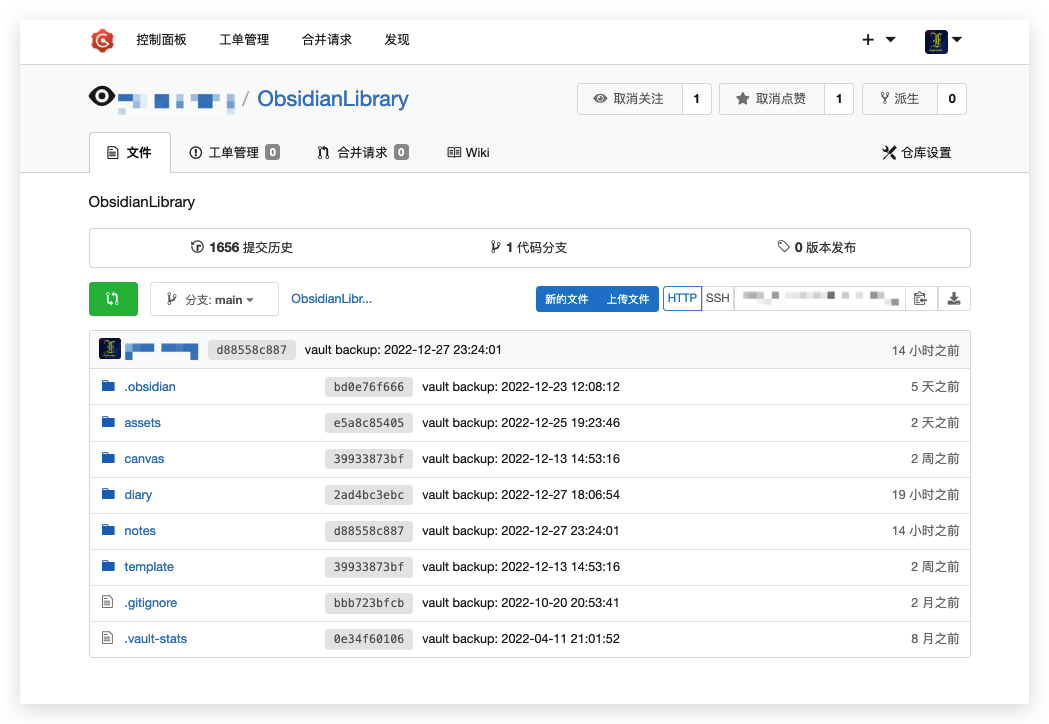 控制面板 工单管理 合并请求 发现
/ ObsidianLibrary 取消关注 1 取消点赞 1 派生 0
文件 工单管理 0 合并请求 0 Wiki 仓库设置
ObsidianLibrary
1656 提交历史 1 代码分支 0 版本发布
分支: main ObsidianLibr... 新的文件 上传文件 HTTP SSH
d88558c887 vault backup: 2022-12-27 23:24:01 14 小时之前
.obsidian bd0e76f666 vault backup: 2022-12-23 12:08:12 5 天之前
assets e5a8c85405 vault backup: 2022-12-25 19:23:46 2 天之前
canvas 39933873bf vault backup: 2022-12-13 14:53:16 2 周之前
diary 2ad4bc3ebc vault backup: 2022-12-27 18:06:54 19 小时之前
notes d88558c887 vault backup: 2022-12-27 23:24:01 14 小时之前
template 39933873bf vault backup: 2022-12-13 14:53:16 2 周之前
.gitignore bbb723bfcb vault backup: 2022-10-20 20:53:41 2 月之前
.vault-stats 0e34f60106 vault backup: 2022-04-11 21:01:52 8 月之前